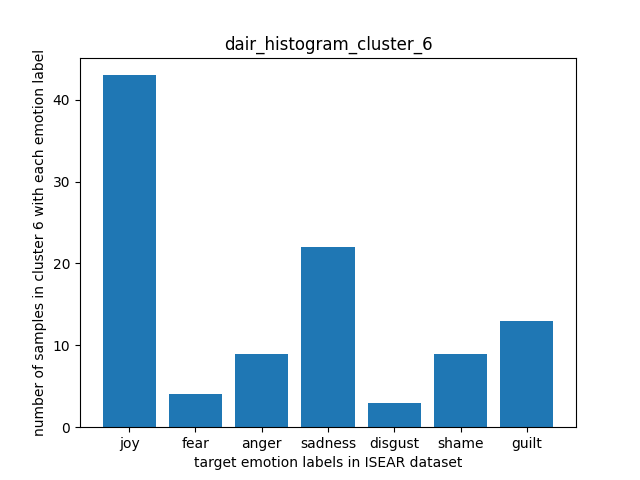 dair_histogram_cluster_6
number of samples in cluster 6 with each emotion label
40
30
20
10
0
joy fear anger sadness disgust shame guilt
target emotion labels in ISEAR dataset